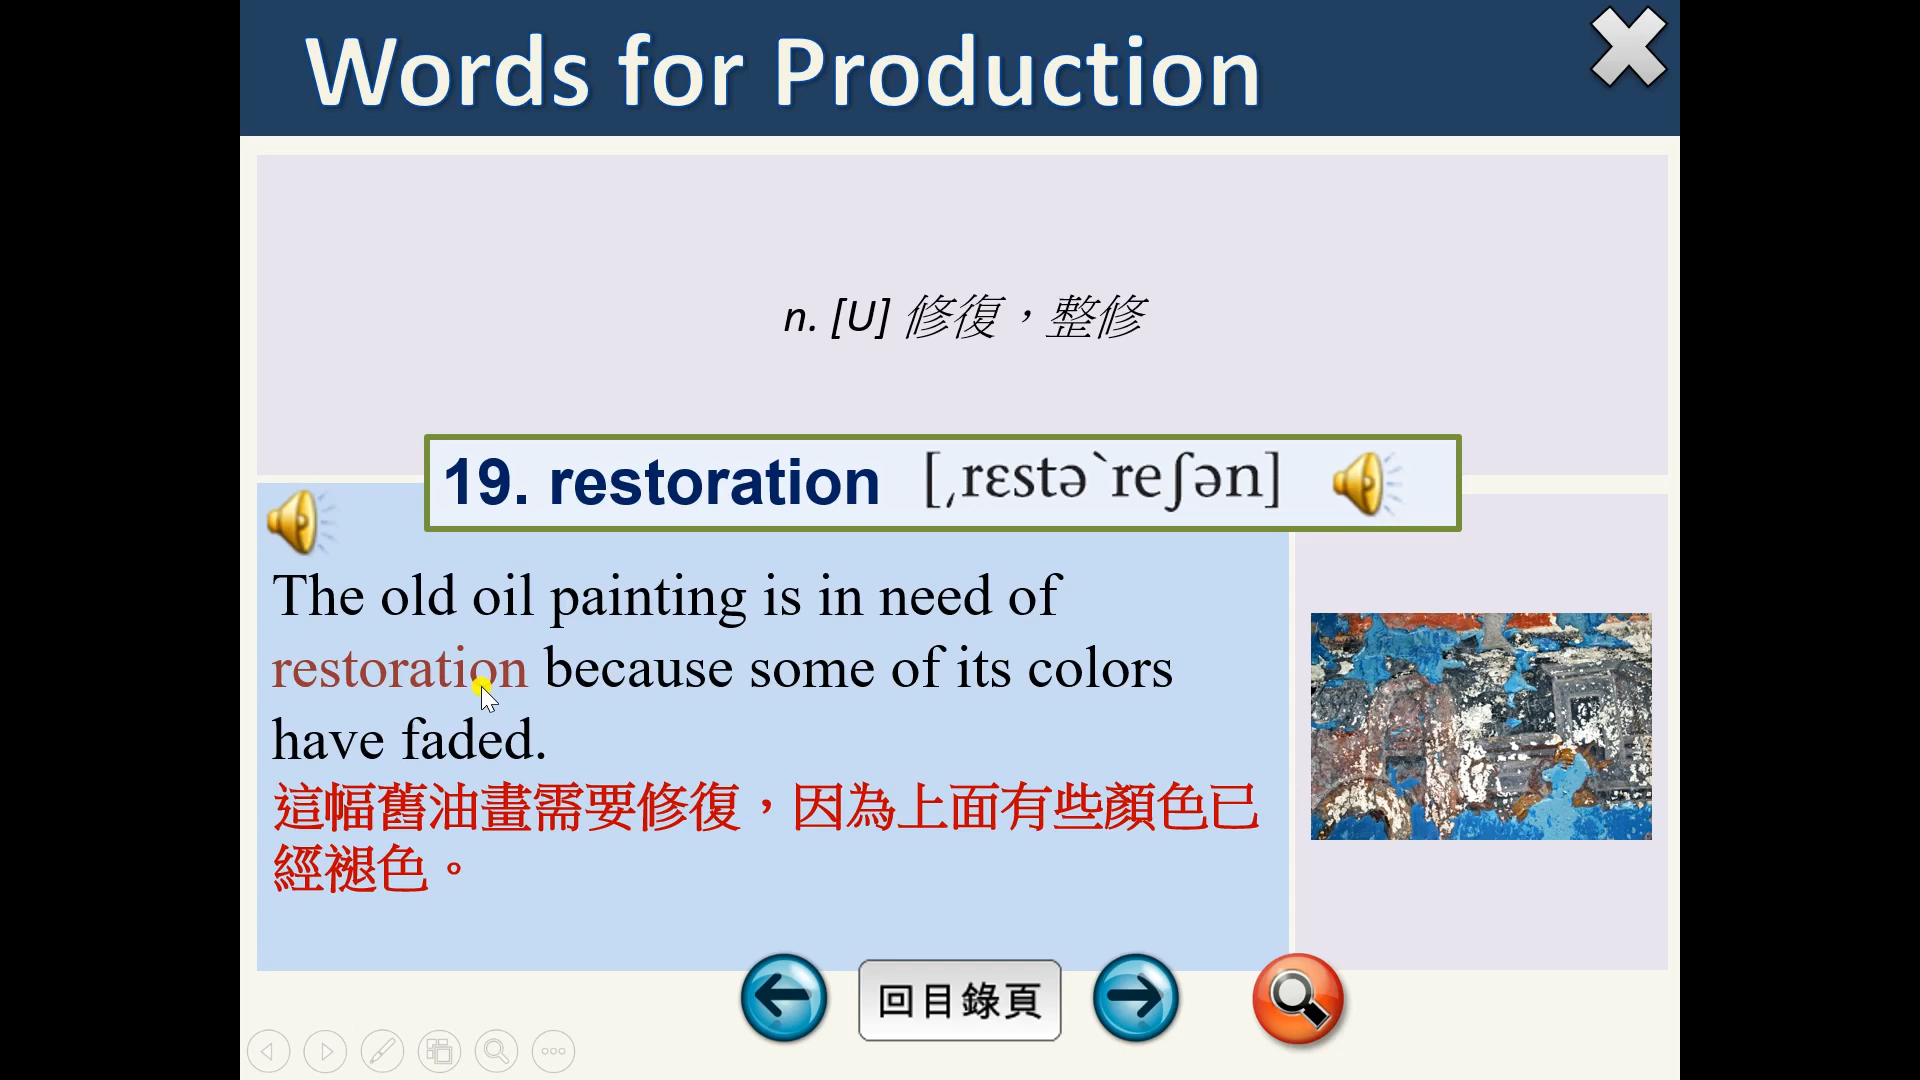 Words for Production
n. [U] 修復，整修
19. restoration [ˌrɛstəˋreʃən]
The old oil painting is in need of
restoration because some of its colors
have faded.
這幅舊油畫需要修復，因為上面有些顏色已
經褪色。
回目錄頁